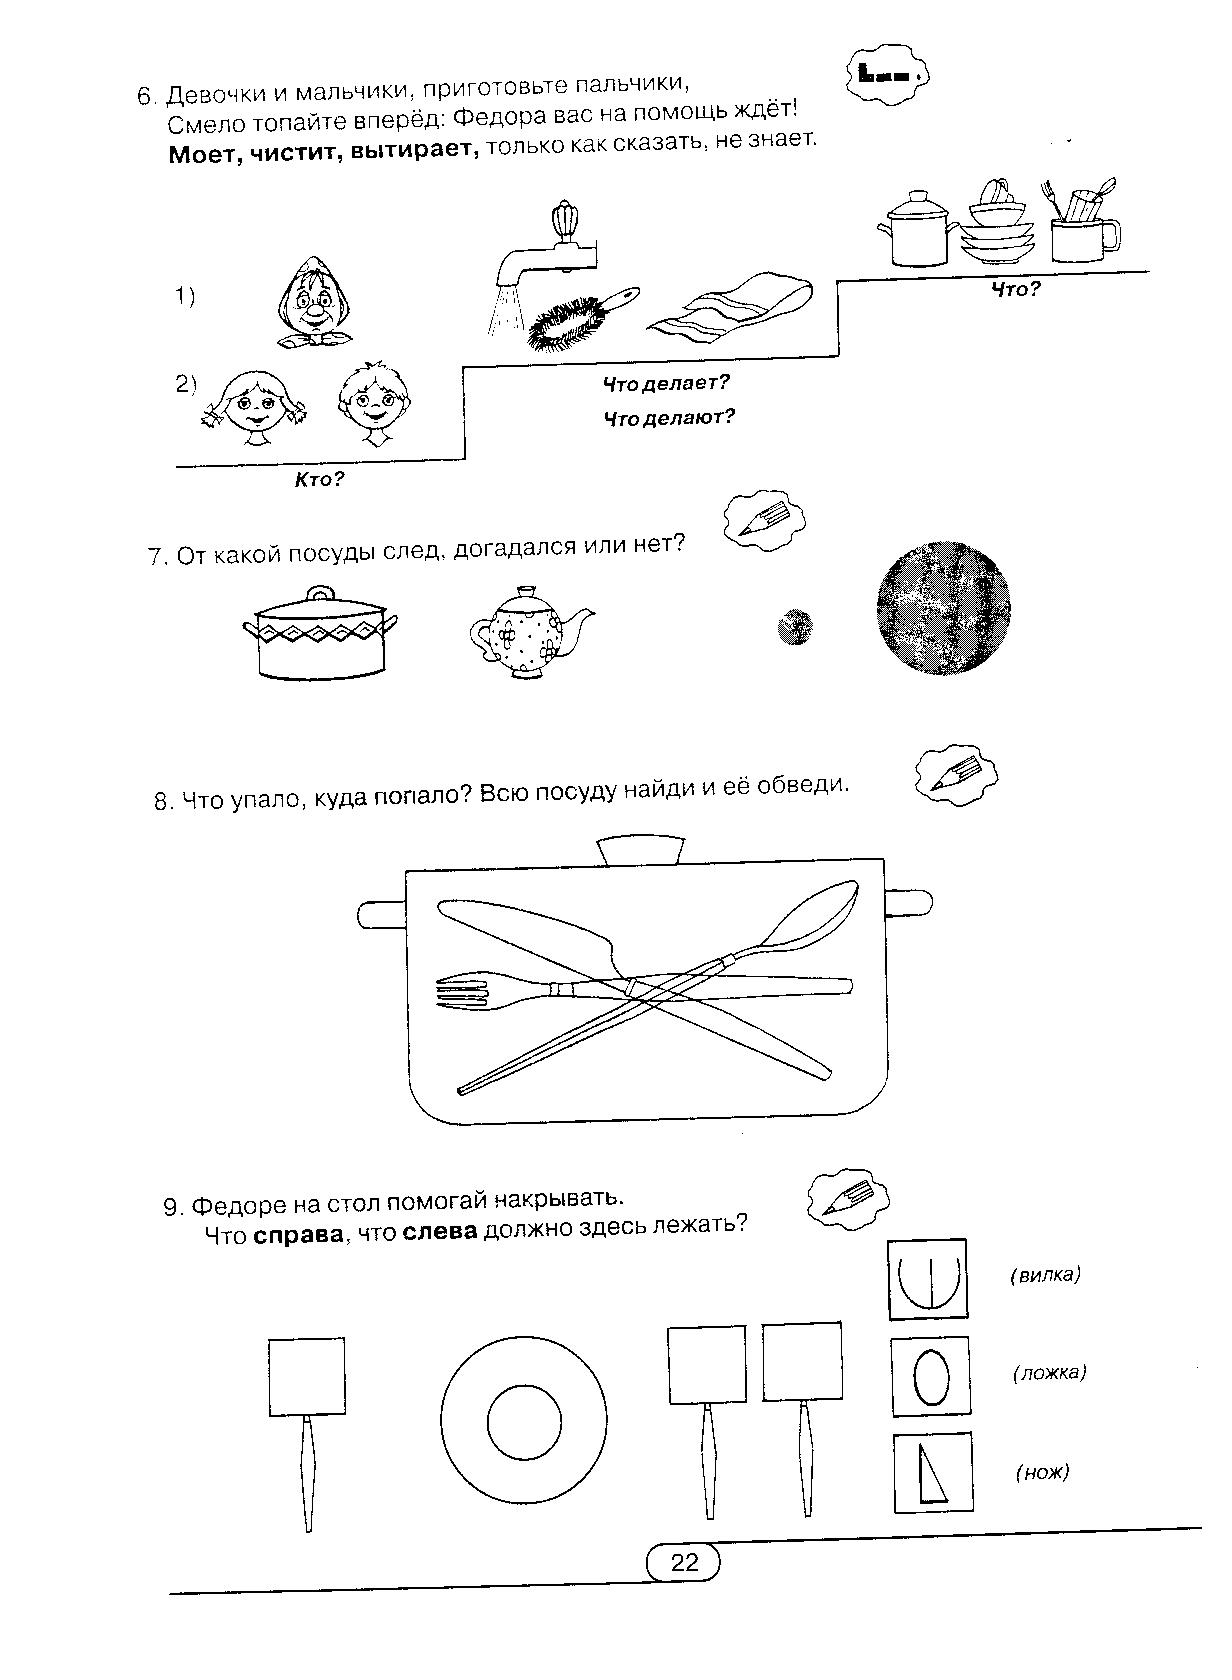 6. Девочки и мальчики, приготовьте пальчики,
Смело топайте вперёд: Федора вас на помощь ждёт!
Моет, чистит, вытирает, только как сказать, не знает.
1)
Что?
2)
Что делает?
Что делают?
Кто?
7. От какой посуды след, догадался или нет?
8. Что упало, куда попало? Всю посуду найди и её обведи.
9. Федоре на стол помогай накрывать.
Что справа, что слева должно здесь лежать?
(вилка)
(ложка)
(нож)
22